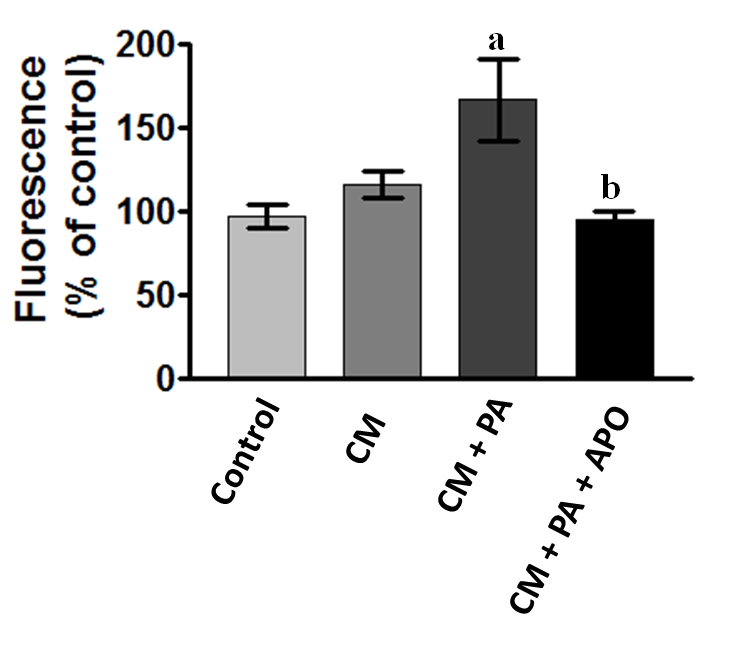 Fluorescence
(% of control)
200
150
100
50
0
a
b
Control
CM
CM + PA
CM + PA + APO